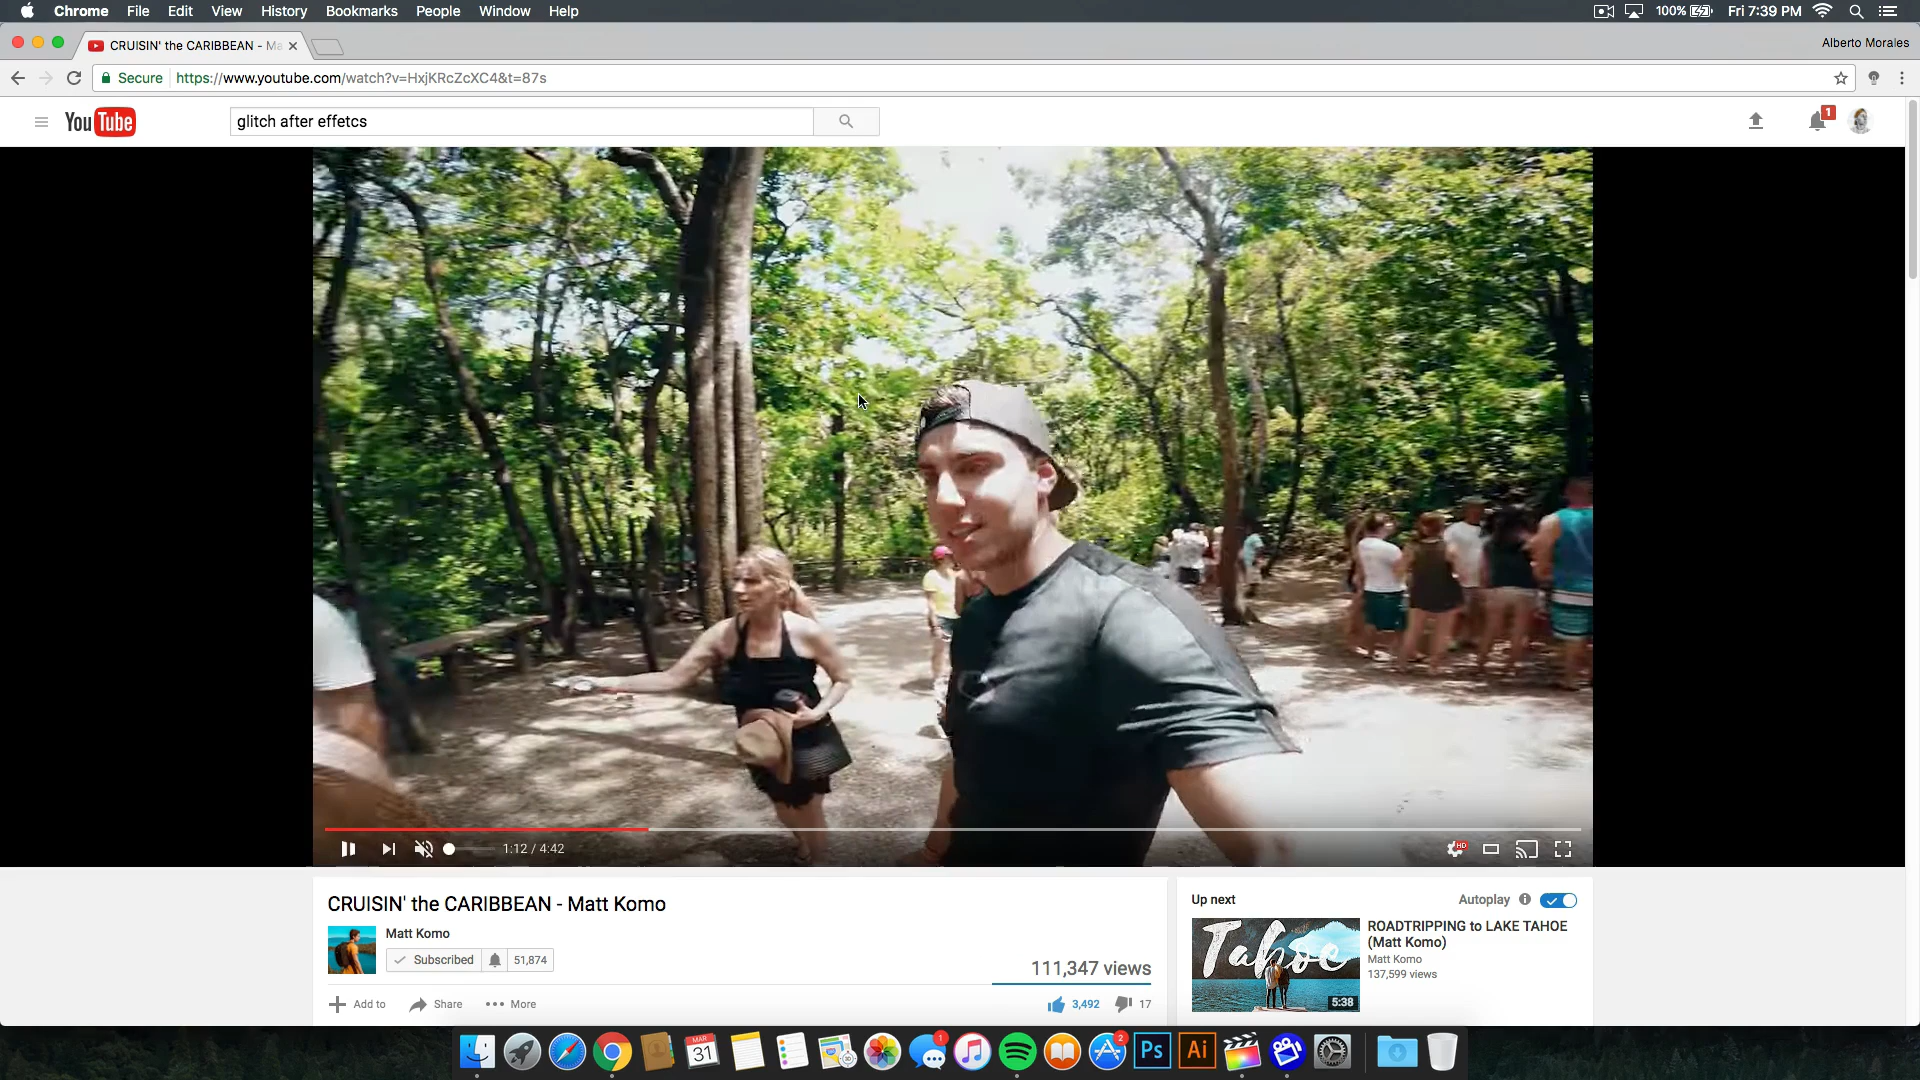 Chrome File Edit View History Bookmarks People Window Help
100% Fri 7:39 PM
CRUISIN' the CARIBBEAN - Ma
Alberto Morales
Secure https://www.youtube.com/watch?v=HxjKRcZcXC4&t=87s
YouTube
glitch after effetcs
1
1:12 / 4:42
HD
CRUISIN' the CARIBBEAN - Matt Komo
Matt Komo
Subscribed 51,874
111,347 views
Add to Share More
3,492 17
Up next
Autoplay
Tahoe
5:38
ROADTRIPPING to LAKE TAHOE
(Matt Komo)
Matt Komo
137,599 views
MAR
31
1
2
Ps
Ai